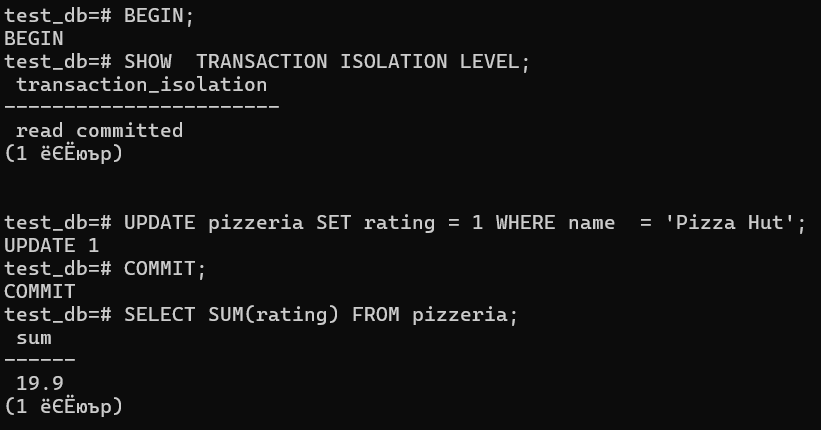 test_db=# BEGIN;
BEGIN
test_db=# SHOW  TRANSACTION ISOLATION LEVEL;
 transaction_isolation
-----------------------
 read committed
(1 ёЄЁюър)
test_db=# UPDATE pizzeria SET rating = 1 WHERE name  = 'Pizza Hut';
UPDATE 1
test_db=# COMMIT;
COMMIT
test_db=# SELECT SUM(rating) FROM pizzeria;
 sum
------
 19.9
(1 ёЄЁюър)